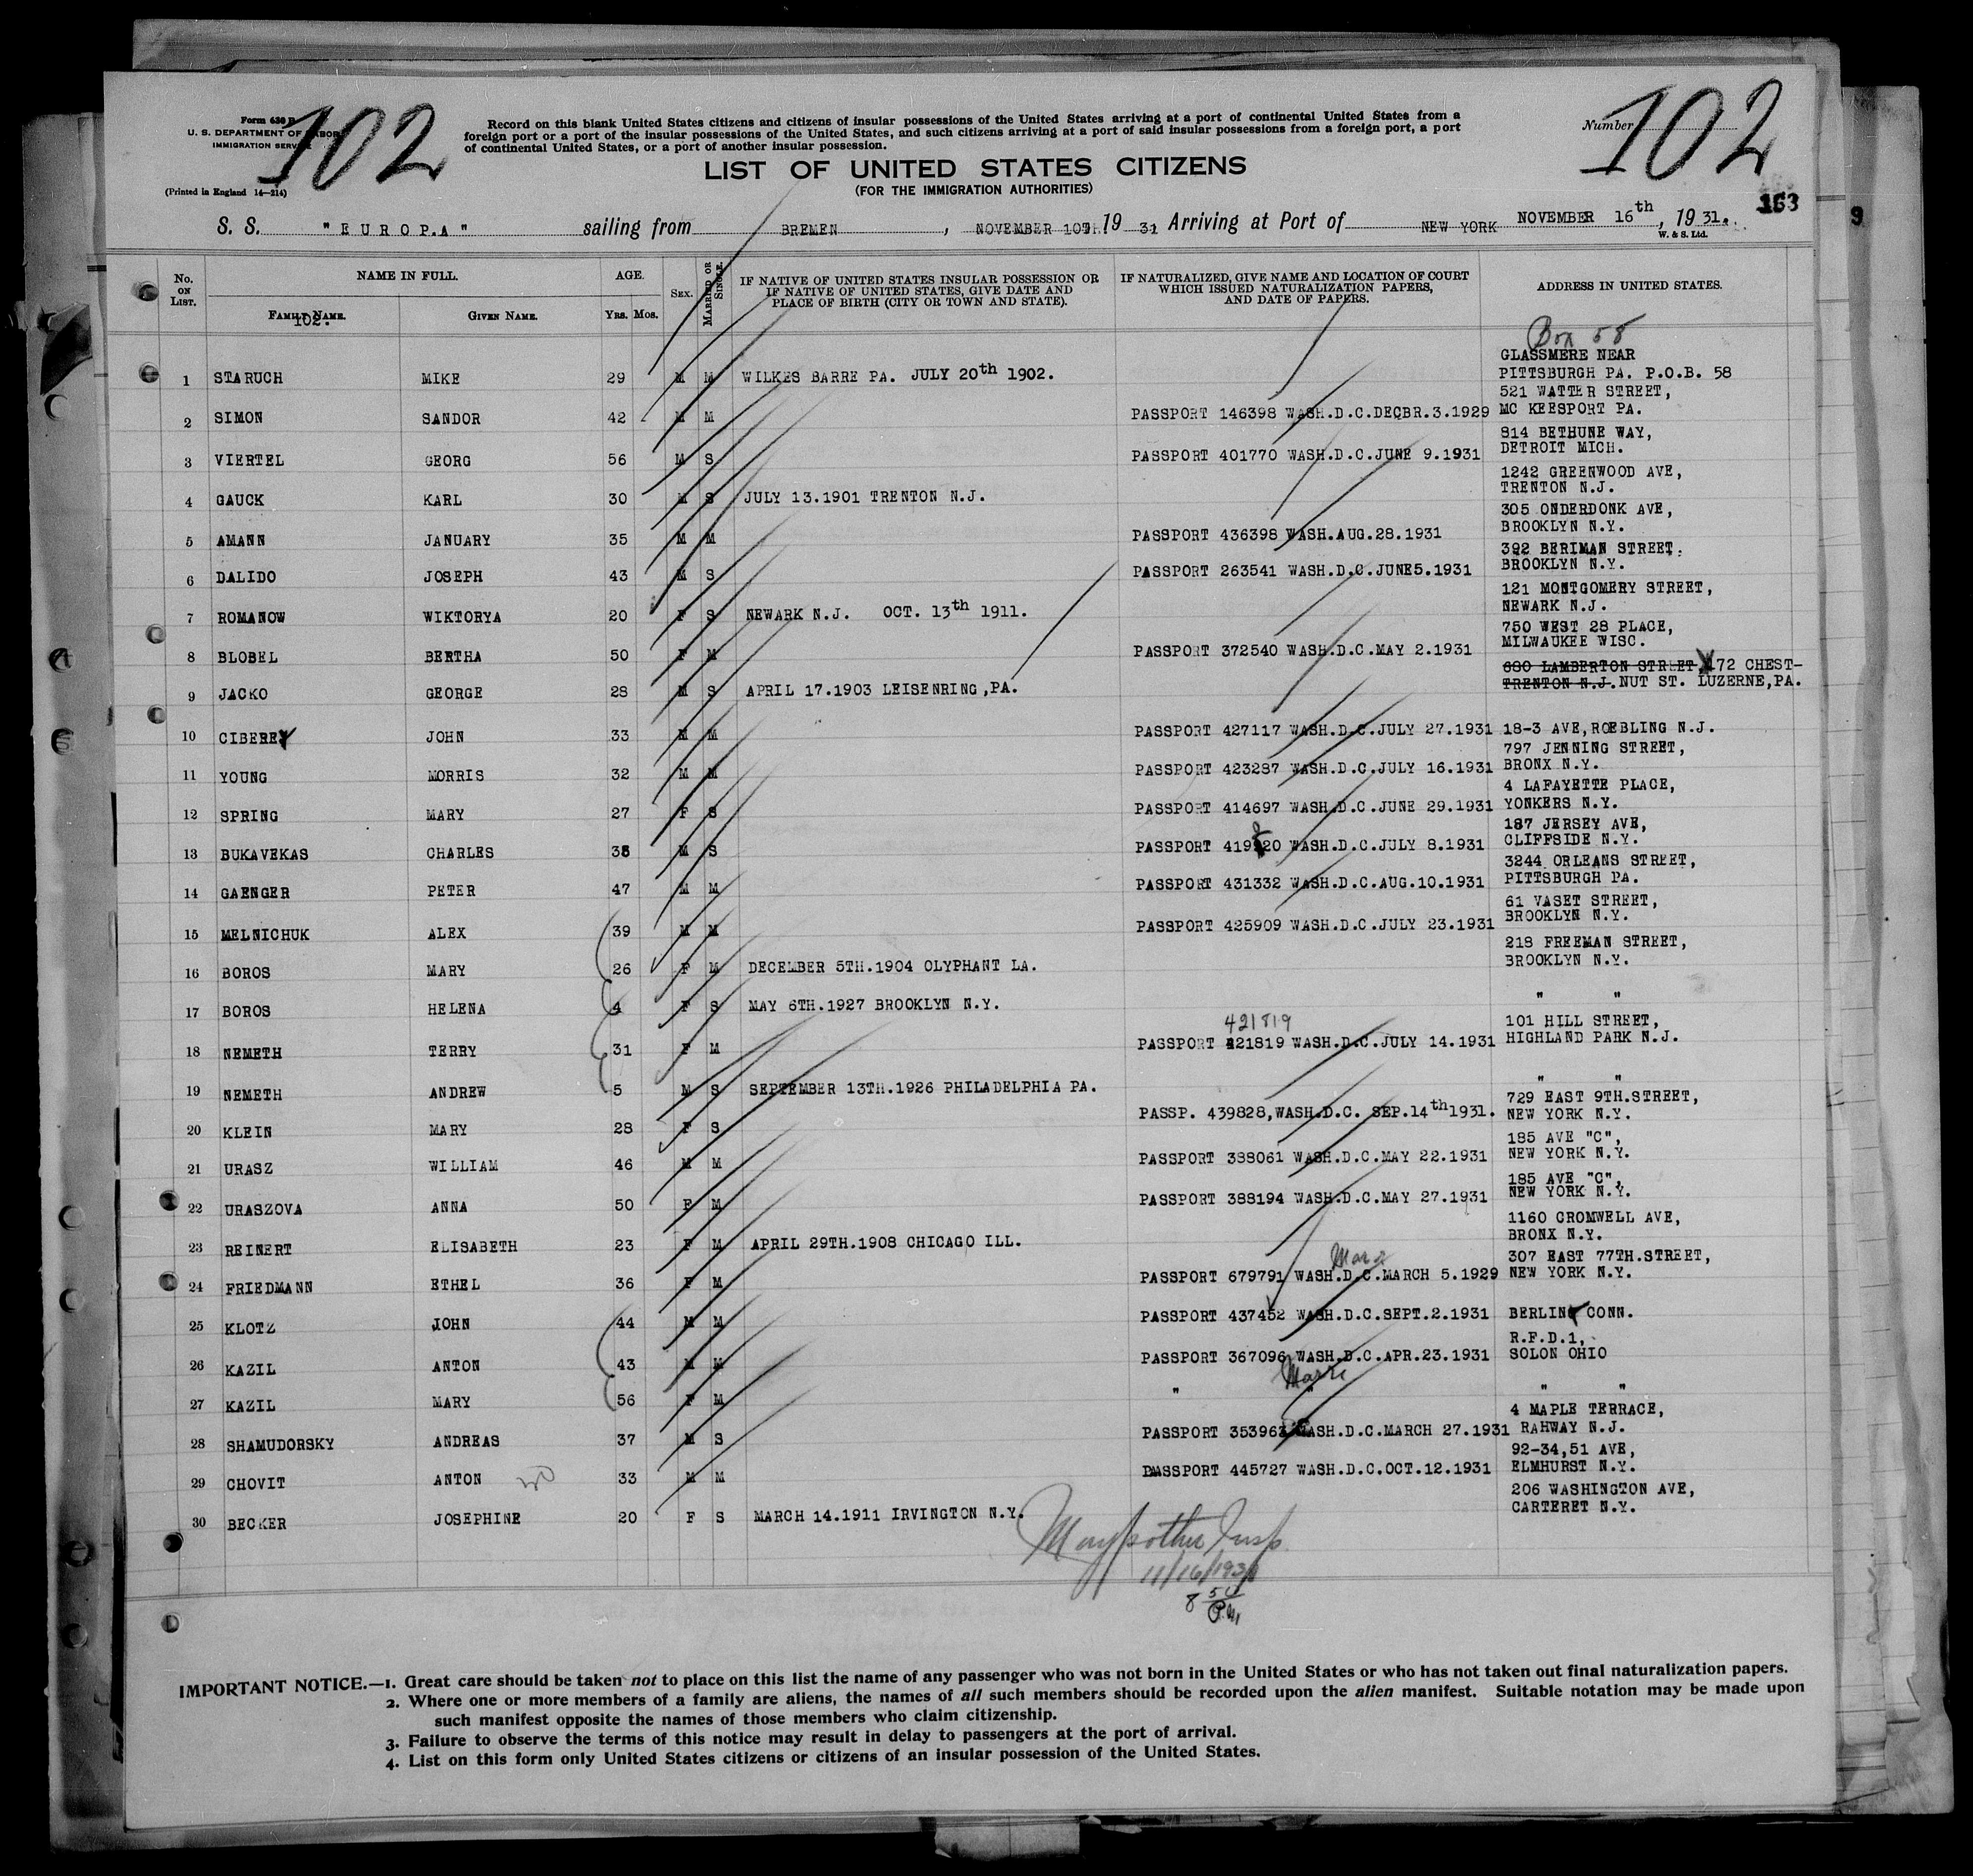 102
102
Form 630 B
U. S. DEPARTMENT OF LABOR
IMMIGRATION SERVICE
(Printed in England 14—214)
Record on this blank United States citizens and citizens of insular possessions of the United States arriving at a port of continental United States from a
foreign port or a port of the insular possessions of the United States, and such citizens arriving at a port of said insular possessions from a foreign port, a port
of continental United States, or a port of another insular possession.
Number
LIST OF UNITED STATES CITIZENS
(FOR THE IMMIGRATION AUTHORITIES)
153
9
S. S. "EUROPA" sailing from BREMEN, NOVEMBER 10TH 19 31 Arriving at Port of NEW YORK NOVEMBER 16th, 19 31.
W. & S. Ltd.
No. ON LIST. NAME IN FULL. AGE. SEX. MARRIED OR SINGLE. IF NATIVE OF UNITED STATES INSULAR POSSESSION OR IF NATIVE OF UNITED STATES, GIVE DATE AND PLACE OF BIRTH (CITY OR TOWN AND STATE). IF NATURALIZED, GIVE NAME AND LOCATION OF COURT WHICH ISSUED NATURALIZATION PAPERS, AND DATE OF PAPERS. ADDRESS IN UNITED STATES.
FAMILY NAME. GIVEN NAME. YRS. MOS.
102.
Box 58
1 STARUCH MIKE 29 M M WILKES BARRE PA. JULY 20th 1902. GLASSMERE NEAR PITTSBURGH PA. P.O.B. 58
2 SIMON SANDOR 42 M M PASSPORT 146398 WASH.D.C.DECBR.3.1929 521 WATTER STREET, MC KEESPORT PA.
3 VIERTEL GEORG 56 M S PASSPORT 401770 WASH.D.C.JUNE 9.1931 814 BETHUNE WAY, DETROIT MICH.
4 GAUCK KARL 30 M S JULY 13.1901 TRENTON N.J. 1242 GREENWOOD AVE, TRENTON N.J.
5 AMANN JANUARY 35 M M PASSPORT 436398 WASH.AUG.28.1931 305 ONDERDONK AVE, BROOKLYN N.Y.
6 DALIDO JOSEPH 43 M S PASSPORT 263541 WASH.D.C.JUNE5.1931 392 BERIMAN STREET. BROOKLYN N.Y.
7 ROMANOW WIKTORYA 20 F S NEWARK N.J. OCT. 13th 1911. 121 MONTGOMERY STREET, NEWARK N.J.
8 BLOBEL BERTHA 50 F M PASSPORT 372540 WASH.D.C.MAY 2.1931 750 WEST 28 PLACE, MILWAUKEE WISC.
9 JACKO GEORGE 28 M S APRIL 17.1903 LEISENRING,PA. 680 LAMBERTON STREET 472 CHEST- TRENTON N.J. NUT ST. LUZERNE,PA.
10 CIBEREY JOHN 33 M M PASSPORT 427117 WASH.D.C.JULY 27.1931 18-3 AVE,ROEBLING N.J.
11 YOUNG MORRIS 32 M M PASSPORT 423287 WASH.D.C.JULY 16.1931 797 JENNING STREET, BRONX N.Y.
12 SPRING MARY 27 F S PASSPORT 414697 WASH.D.C.JUNE 29.1931 4 LAFAYETTE PLACE, YONKERS N.Y.
13 BUKAVEKAS CHARLES 38 M S PASSPORT 419820 WASH.D.C.JULY 8.1931 187 JERSEY AVE, CLIFFSIDE N.Y.
14 GAENGER PETER 47 M M PASSPORT 431332 WASH.D.C.AUG.10.1931 3244 ORLEANS STREET, PITTSBURGH PA.
15 MELNICHUK ALEX 39 M M PASSPORT 425909 WASH.D.C.JULY 23.1931 61 VASET STREET, BROOKLYN N.Y.
16 BOROS MARY 26 F M DECEMBER 5TH.1904 OLYPHANT LA. 218 FREEMAN STREET, BROOKLYN N.Y.
17 BOROS HELENA 4 F S MAY 6TH.1927 BROOKLYN N.Y. " "
421819
18 NEMETH TERRY 31 F M PASSPORT 421819 WASH.D.C.JULY 14.1931 101 HILL STREET, HIGHLAND PARK N.J.
19 NEMETH ANDREW 5 M S SEPTEMBER 13TH.1926 PHILADELPHIA PA. " "
20 KLEIN MARY 28 F S PASSP. 439828,WASH.D.C. SEP.14th1931. 729 EAST 9TH.STREET, NEW YORK N.Y.
21 URASZ WILLIAM 46 M M PASSPORT 388061 WASH.D.C.MAY 22.1931 185 AVE "C", NEW YORK N.Y.
22 URASZOVA ANNA 50 F M PASSPORT 388194 WASH.D.C.MAY 27.1931 185 AVE "C", NEW YORK N.Y.
23 REINERT ELISABETH 23 F M APRIL 29TH.1908 CHICAGO ILL. 1160 CROMWELL AVE, BRONX N.Y.
24 FRIEDMANN ETHEL 36 F M PASSPORT 679791 WASH.D.C.MARCH 5.1929 307 EAST 77TH.STREET, NEW YORK N.Y.
25 KLOTZ JOHN 44 M M PASSPORT 437452 WASH.D.C.SEPT.2.1931 BERLIN CONN.
26 KAZIL ANTON 43 M M PASSPORT 367096 WASH.D.C.APR.23.1931 R.F.D.1, SOLON OHIO
27 KAZIL MARY 56 F M " " " "
28 SHAMUDORSKY ANDREAS 37 M S PASSPORT 353963 WASH.D.C.MARCH 27.1931 4 MAPLE TERRACE, RAHWAY N.J.
29 CHOVIT ANTON 33 M M PASSPORT 445727 WASH.D.C.OCT.12.1931 92-34,51 AVE, ELMHURST N.Y.
30 BECKER JOSEPHINE 20 F S MARCH 14.1911 IRVINGTON N.Y. 206 WASHINGTON AVE, CARTERET N.Y.
Maypother Insp
11/16/1931
8 50 P.M.
IMPORTANT NOTICE.—1. Great care should be taken not to place on this list the name of any passenger who was not born in the United States or who has not taken out final naturalization papers.
2. Where one or more members of a family are aliens, the names of all such members should be recorded upon the alien manifest. Suitable notation may be made upon
such manifest opposite the names of those members who claim citizenship.
3. Failure to observe the terms of this notice may result in delay to passengers at the port of arrival.
4. List on this form only United States citizens or citizens of an insular possession of the United States.